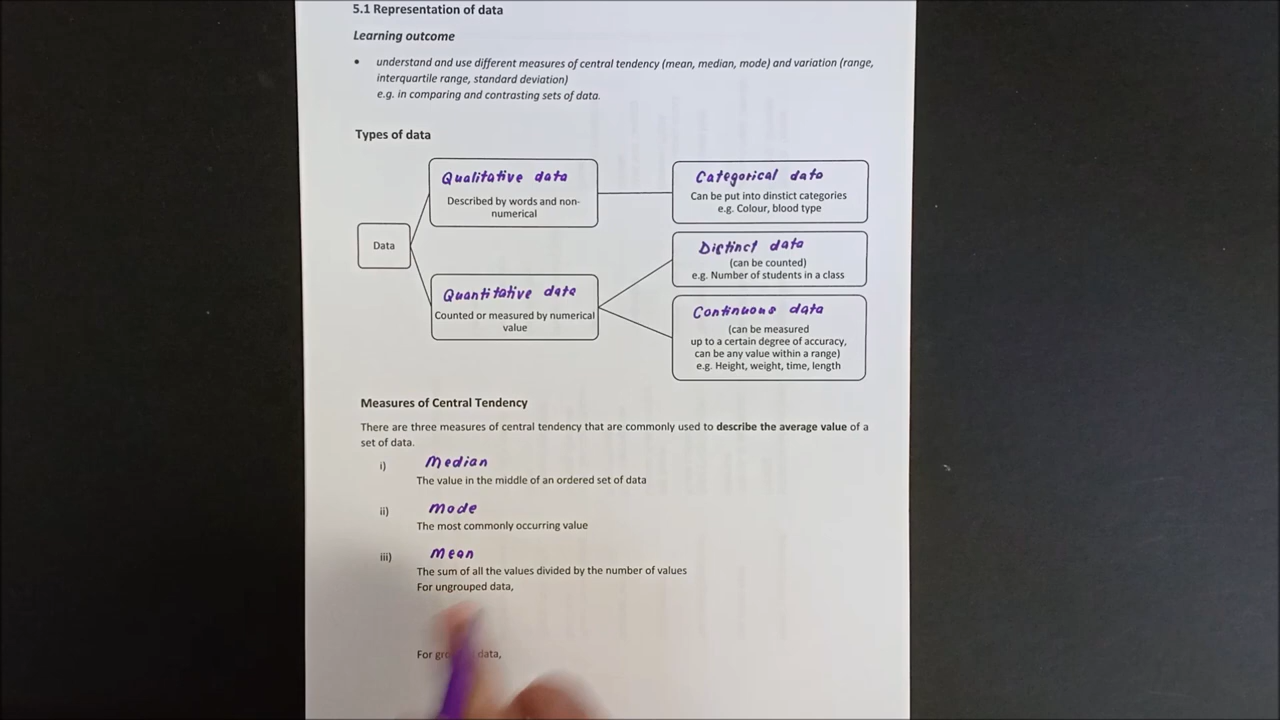 5.1 Representation of data
Learning outcome
• understand and use different measures of central tendency (mean, median, mode) and variation (range,
interquartile range, standard deviation)
e.g. in comparing and contrasting sets of data.
Types of data
Data
Qualitative data
Described by words and non-
numerical
Categorical data
Can be put into dinstict categories
e.g. Colour, blood type
Quantitative data
Counted or measured by numerical
value
Distinct data
(can be counted)
e.g. Number of students in a class
Continuous data
(can be measured
up to a certain degree of accuracy,
can be any value within a range)
e.g. Height, weight, time, length
Measures of Central Tendency
There are three measures of central tendency that are commonly used to describe the average value of a
set of data.
i) Median
The value in the middle of an ordered set of data
ii) Mode
The most commonly occurring value
iii) Mean
The sum of all the values divided by the number of values
For ungrouped data,
For data,